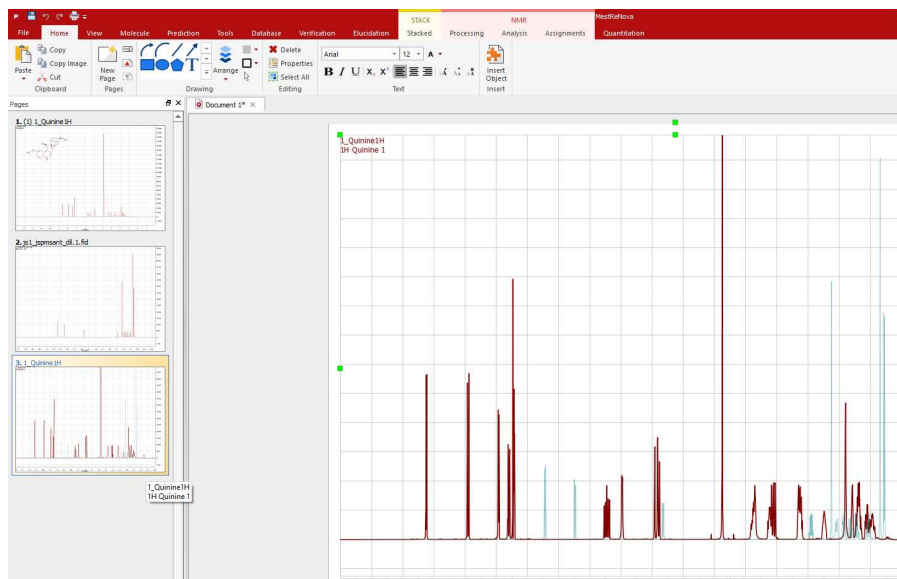 STACK
NMR
MestReNova
File Home View Molecule Prediction Tools Database Verification Elucidation Stacked Processing Analysis Assignments Quantitation
Paste
Copy
Copy Image
Cut
Clipboard
New
Page
Pages
T
Arrange
Drawing
Delete
Properties
Select All
Editing
Arial
12
A
B I U X₂ X²
Text
Insert
Object
Insert
Pages
Document 1*
1. (1) 1_Quinine1H
2. js1_jspmsant_dil.1.fid
3. 1_Quinine1H
1_Quinine1H
1H Quinine 1
1_Quinine1H
1H Quinine 1